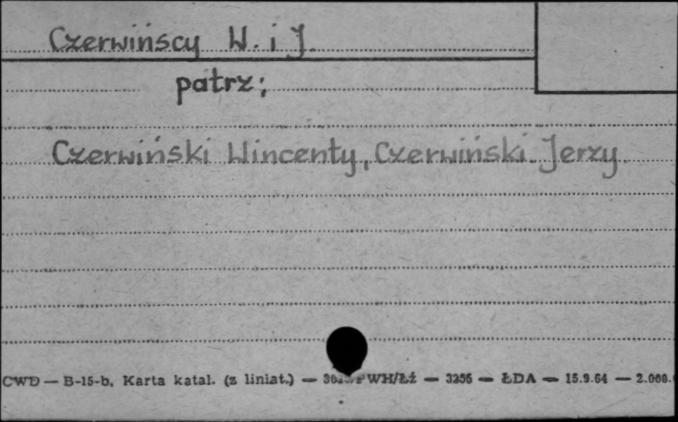 Czerwińscy W. i J.
patrz;
Czerwiński Wincenty, Czerwiński Jerzy
CWD — B-15-b, Karta katal. (z liniat.) — WH/Łź — 3256 — ŁDA — 15.9.64 — 2.000.